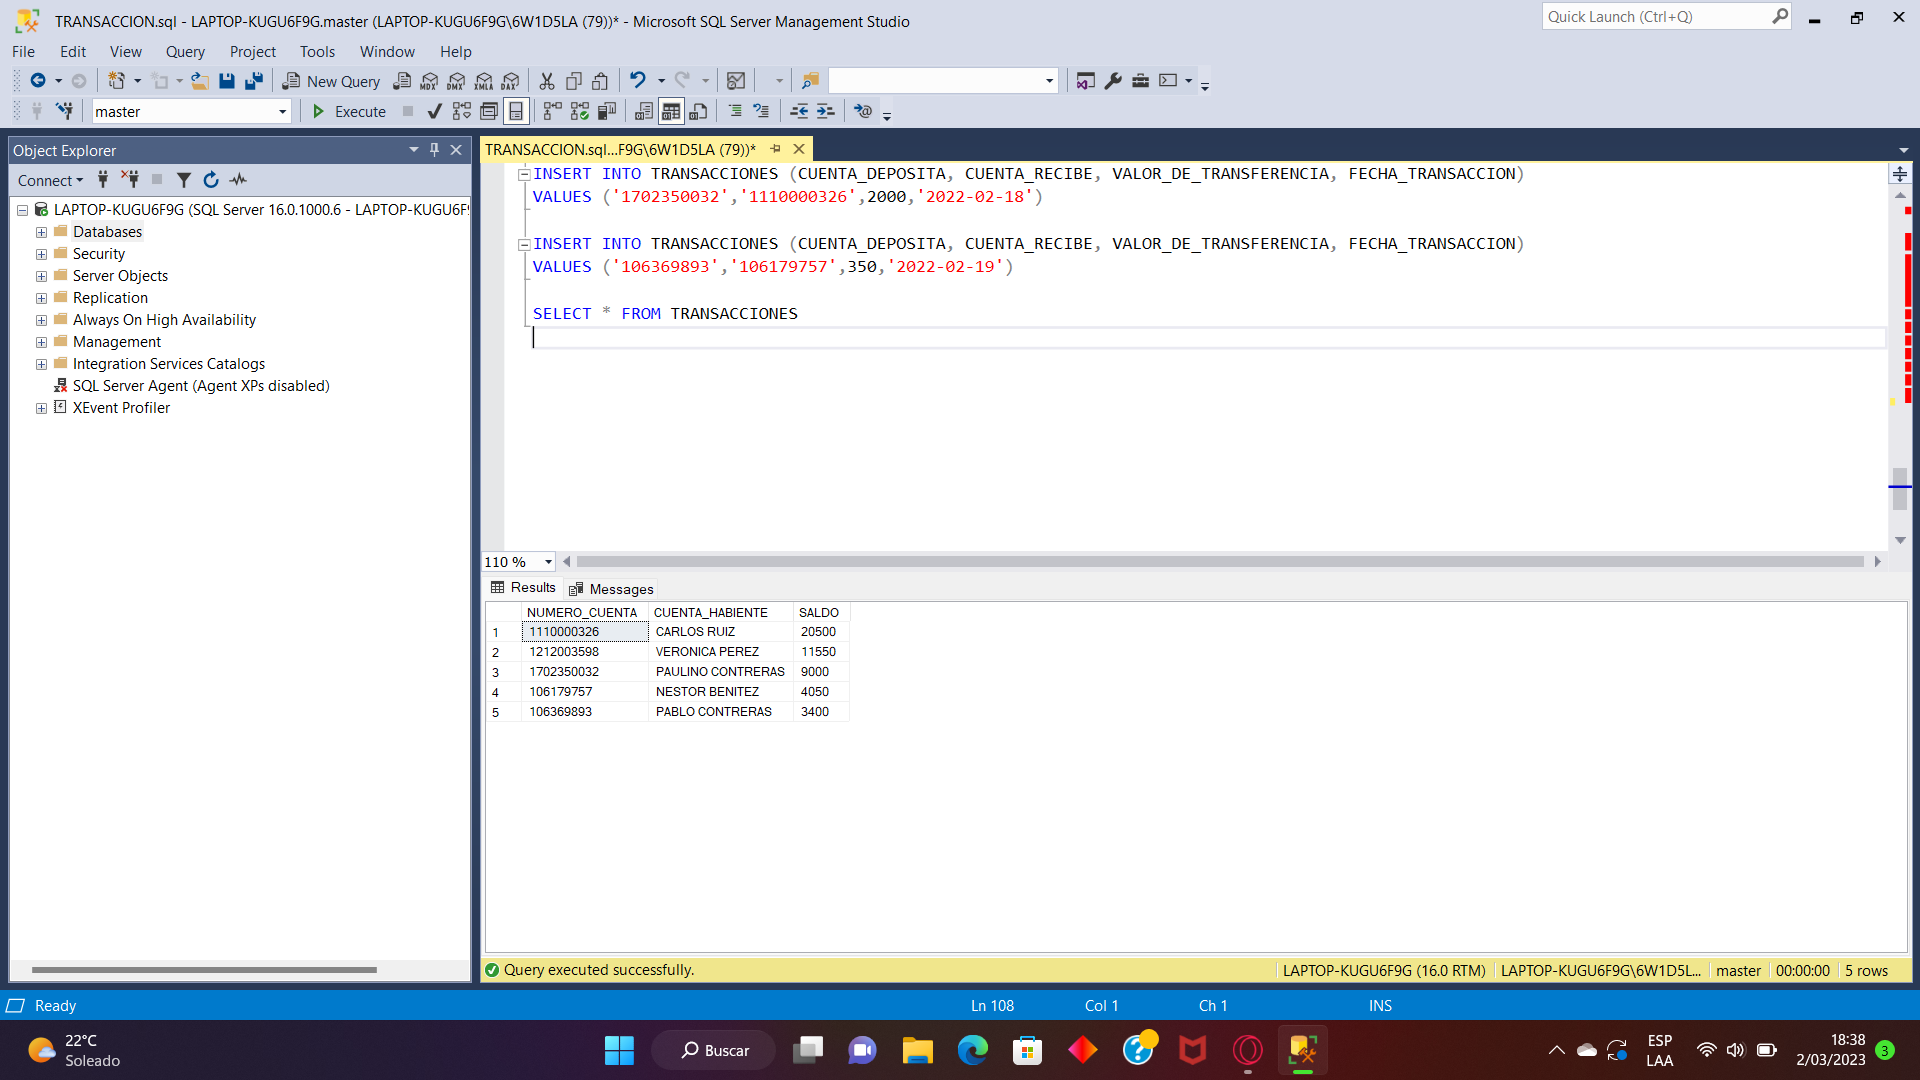 TRANSACCION.sql - LAPTOP-KUGU6F9G.master (LAPTOP-KUGU6F9G\6W1D5LA (79))* - Microsoft SQL Server Management Studio
Quick Launch (Ctrl+Q)
File Edit View Query Project Tools Window Help
New Query MDX DMX XMLA DAX
master Execute
Object Explorer
Connect
LAPTOP-KUGU6F9G (SQL Server 16.0.1000.6 - LAPTOP-KUGU6F9
Databases
Security
Server Objects
Replication
Always On High Availability
Management
Integration Services Catalogs
SQL Server Agent (Agent XPs disabled)
XEvent Profiler
TRANSACCION.sql...F9G\6W1D5LA (79))*
INSERT INTO TRANSACCIONES (CUENTA_DEPOSITA, CUENTA_RECIBE, VALOR_DE_TRANSFERENCIA, FECHA_TRANSACCION)
VALUES ('1702350032','1110000326',2000,'2022-02-18')
INSERT INTO TRANSACCIONES (CUENTA_DEPOSITA, CUENTA_RECIBE, VALOR_DE_TRANSFERENCIA, FECHA_TRANSACCION)
VALUES ('106369893','106179757',350,'2022-02-19')
SELECT * FROM TRANSACCIONES
110 %
Results Messages
NUMERO_CUENTA CUENTA_HABIENTE SALDO
1 1110000326 CARLOS RUIZ 20500
2 1212003598 VERONICA PEREZ 11550
3 1702350032 PAULINO CONTRERAS 9000
4 106179757 NESTOR BENITEZ 4050
5 106369893 PABLO CONTRERAS 3400
Query executed successfully. LAPTOP-KUGU6F9G (16.0 RTM) LAPTOP-KUGU6F9G\6W1D5L... master 00:00:00 5 rows
Ready Ln 108 Col 1 Ch 1 INS
22°C
Soleado
Buscar
ESP
LAA
18:38
2/03/2023
3